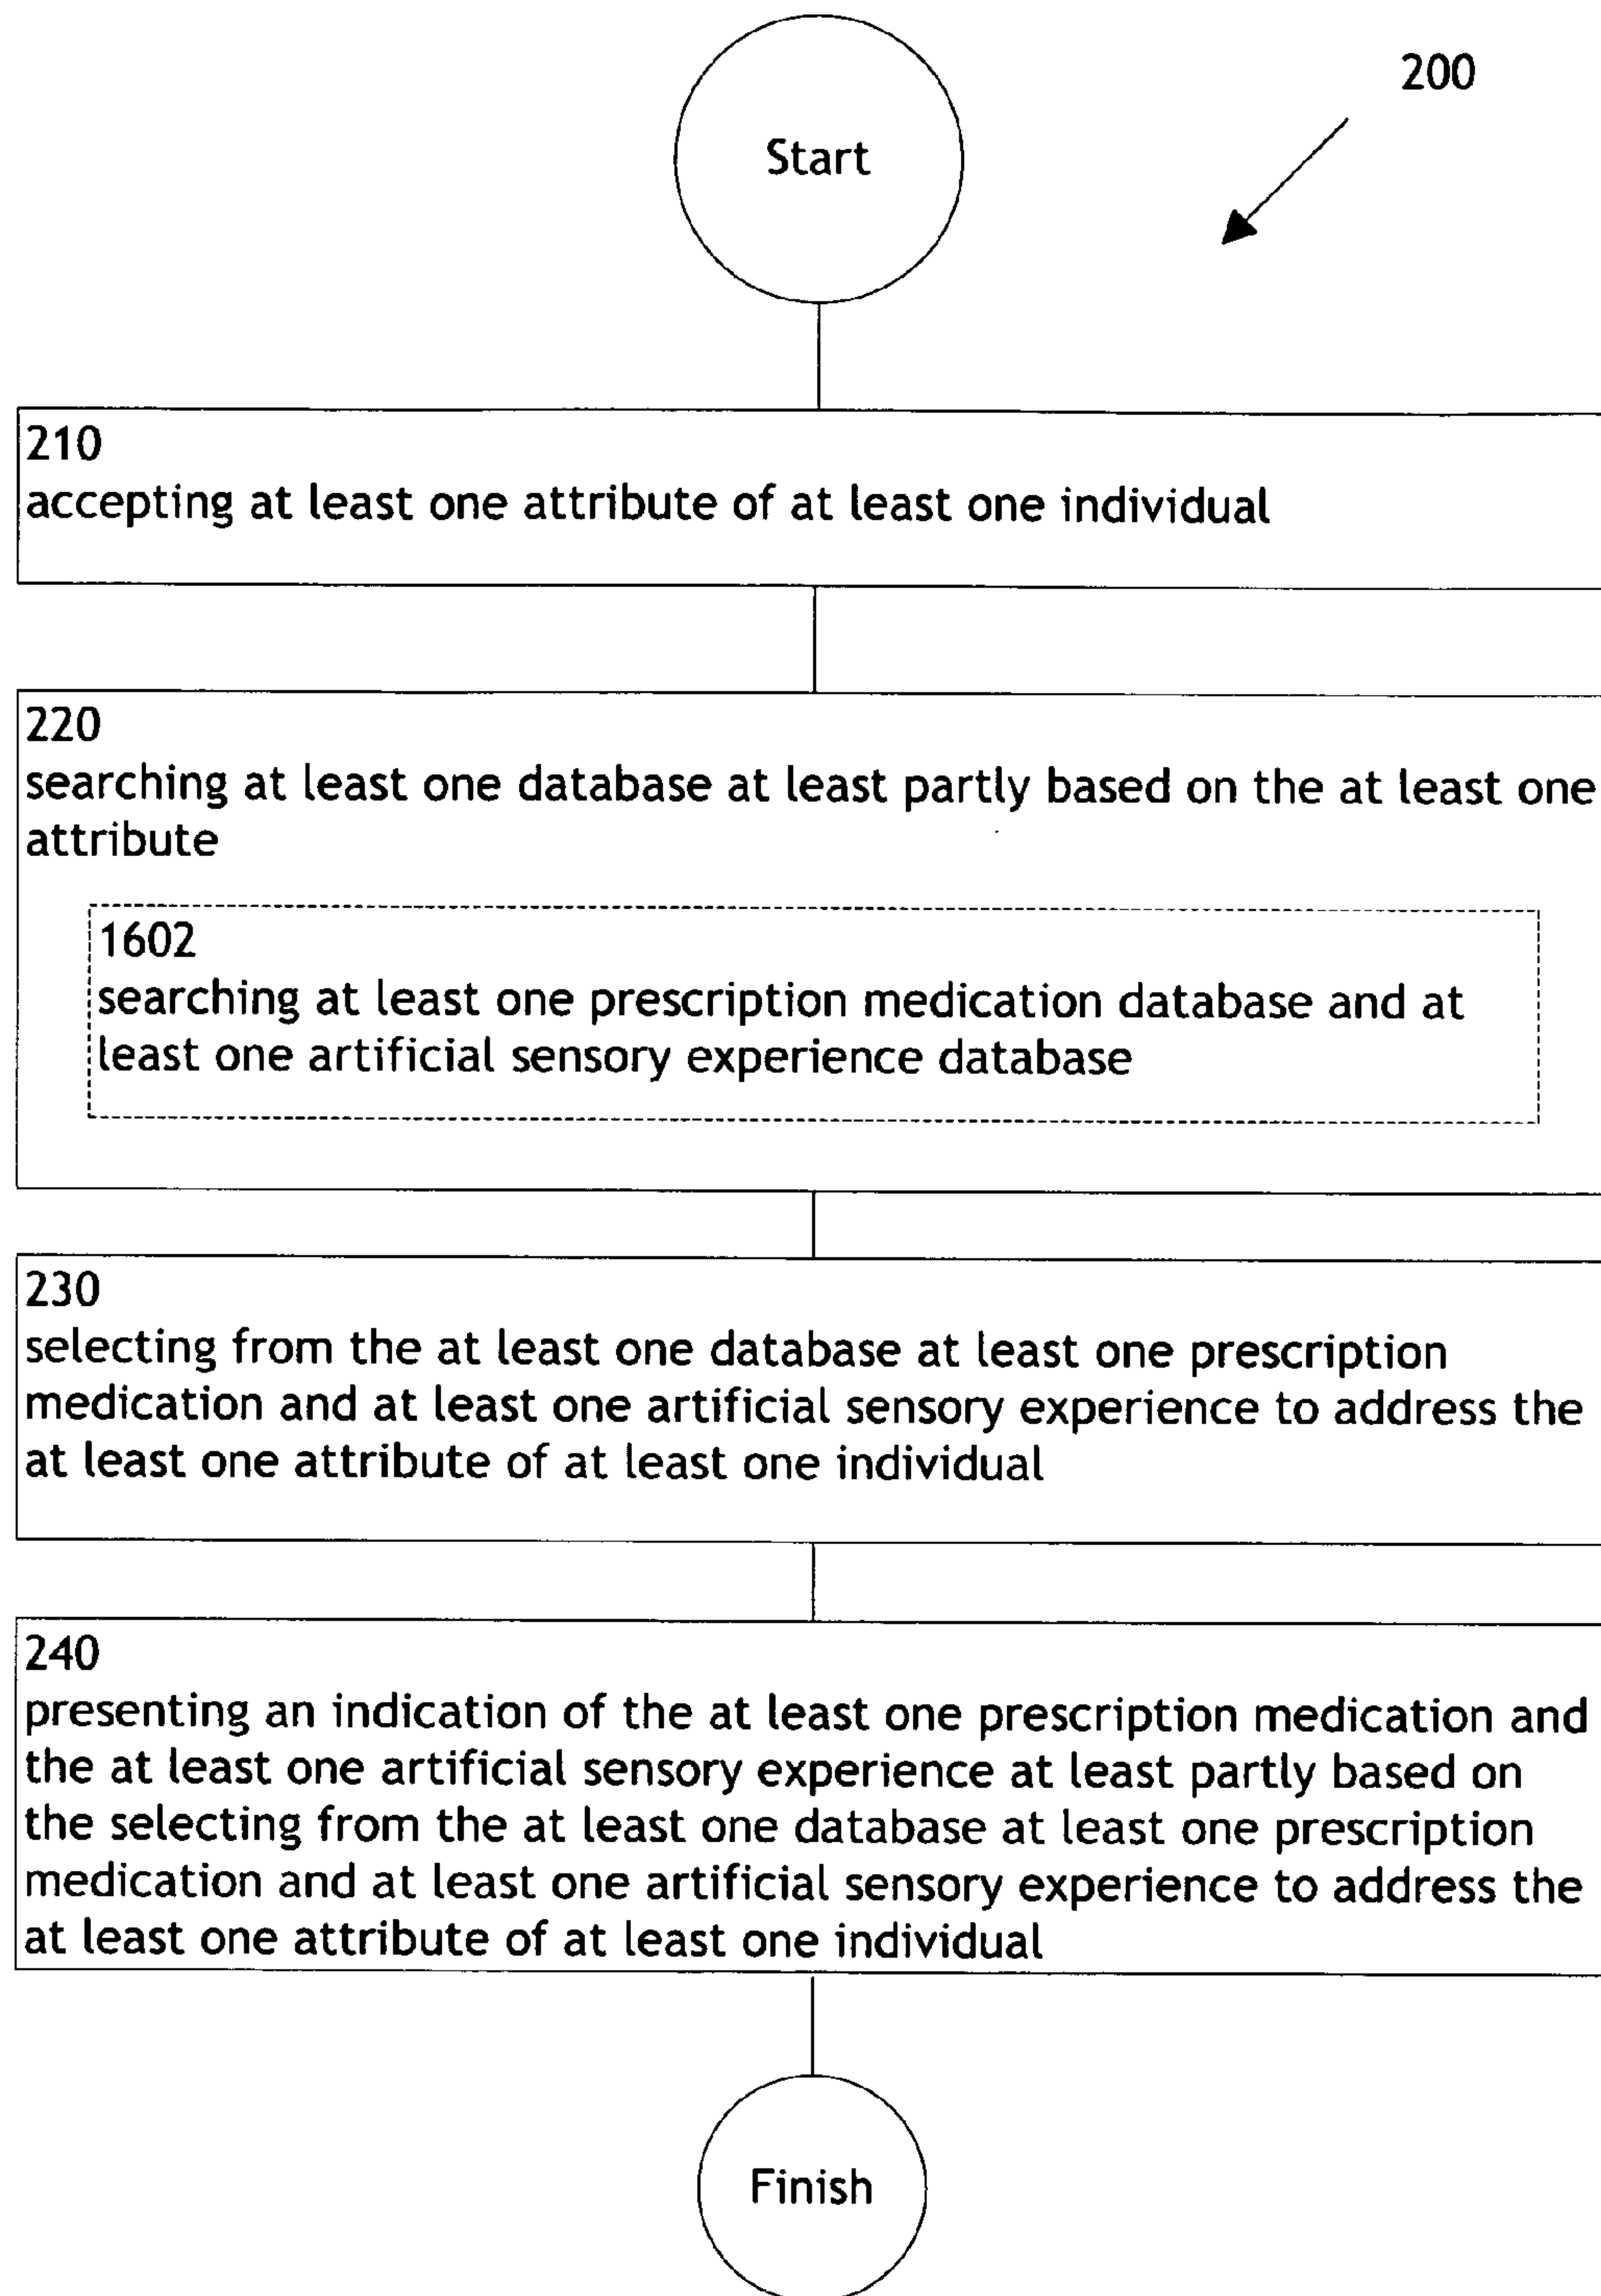 200
Start
210
accepting at least one attribute of at least one individual
220
searching at least one database at least partly based on the at least one
attribute
1602
searching at least one prescription medication database and at
least one artificial sensory experience database
230
selecting from the at least one database at least one prescription
medication and at least one artificial sensory experience to address the
at least one attribute of at least one individual
240
presenting an indication of the at least one prescription medication and
the at least one artificial sensory experience at least partly based on
the selecting from the at least one database at least one prescription
medication and at least one artificial sensory experience to address the
at least one attribute of at least one individual
Finish